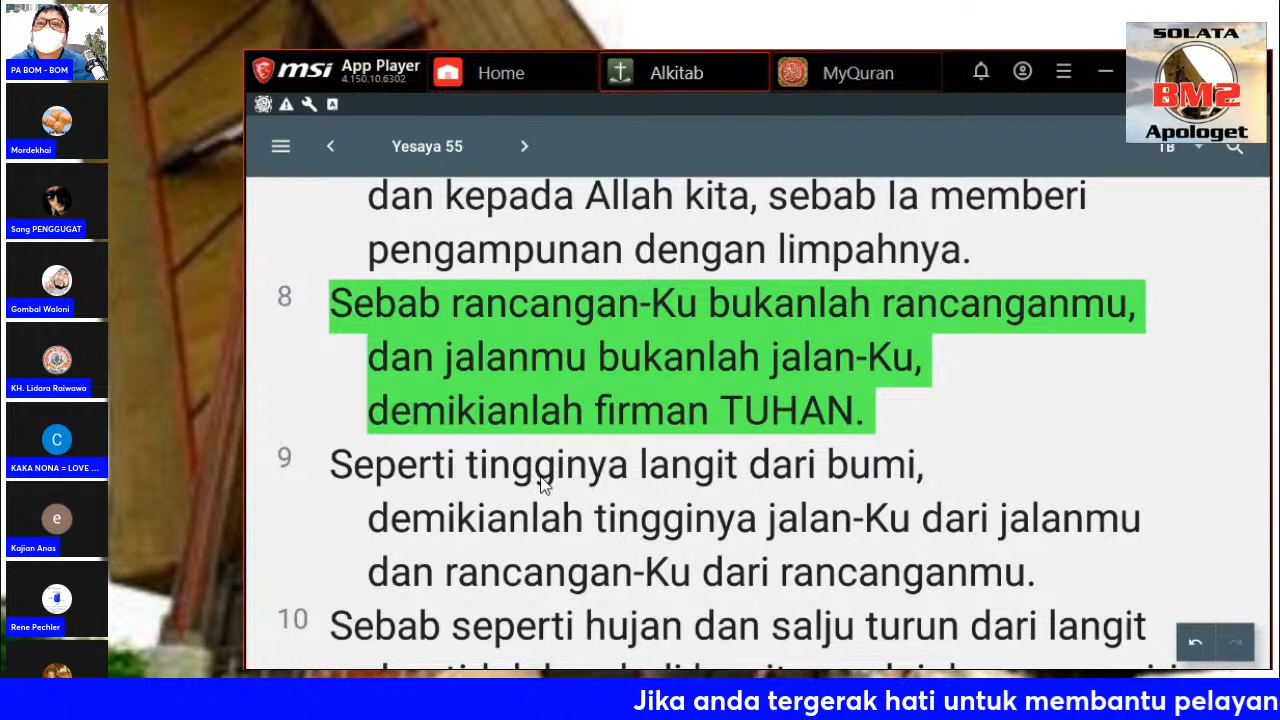 PA BOM - BOM
Mordekhai
Sang PENGGUGAT
Gombal Waloni
KH. Lidara Raiwawa
C
KAKA NONA = LOVE ...
e
Kajian Anas
Rene Pechler
msi App Player
4.150.10.6302
Home
Alkitab
MyQuran
SOLATA
BM2
Apologet
A
Yesaya 55
TB
dan kepada Allah kita, sebab Ia memberi
pengampunan dengan limpahnya.
8 Sebab rancangan-Ku bukanlah rancanganmu,
dan jalanmu bukanlah jalan-Ku,
demikianlah firman TUHAN.
9 Seperti tingginya langit dari bumi,
demikianlah tingginya jalan-Ku dari jalanmu
dan rancangan-Ku dari rancanganmu.
10 Sebab seperti hujan dan salju turun dari langit
Jika anda tergerak hati untuk membantu pelayan